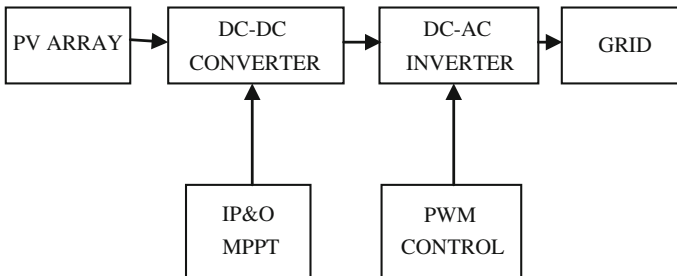 PV ARRAY
DC-DC
CONVERTER
DC-AC
INVERTER
GRID
IP&O
MPPT
PWM
CONTROL